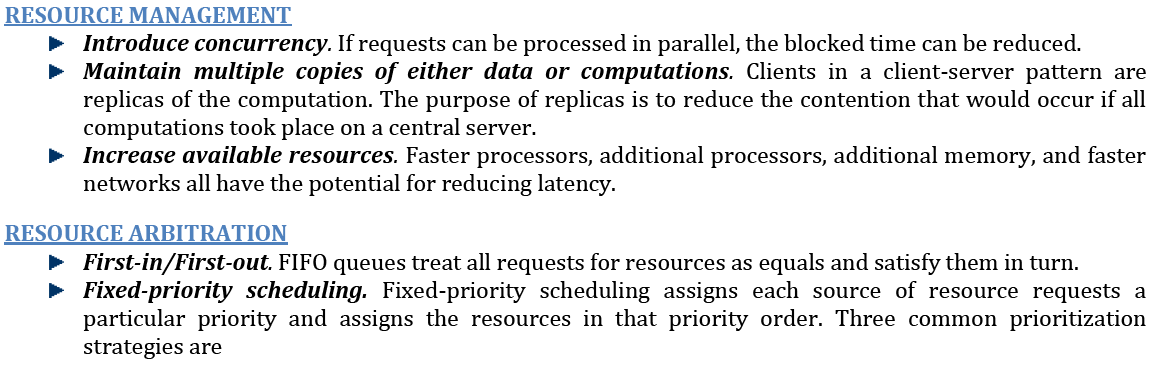 RESOURCE MANAGEMENT
Introduce concurrency. If requests can be processed in parallel, the blocked time can be reduced.
Maintain multiple copies of either data or computations. Clients in a client-server pattern are
replicas of the computation. The purpose of replicas is to reduce the contention that would occur if all
computations took place on a central server.
Increase available resources. Faster processors, additional processors, additional memory, and faster
networks all have the potential for reducing latency.
RESOURCE ARBITRATION
First-in/First-out. FIFO queues treat all requests for resources as equals and satisfy them in turn.
Fixed-priority scheduling. Fixed-priority scheduling assigns each source of resource requests a
particular priority and assigns the resources in that priority order. Three common prioritization
strategies are